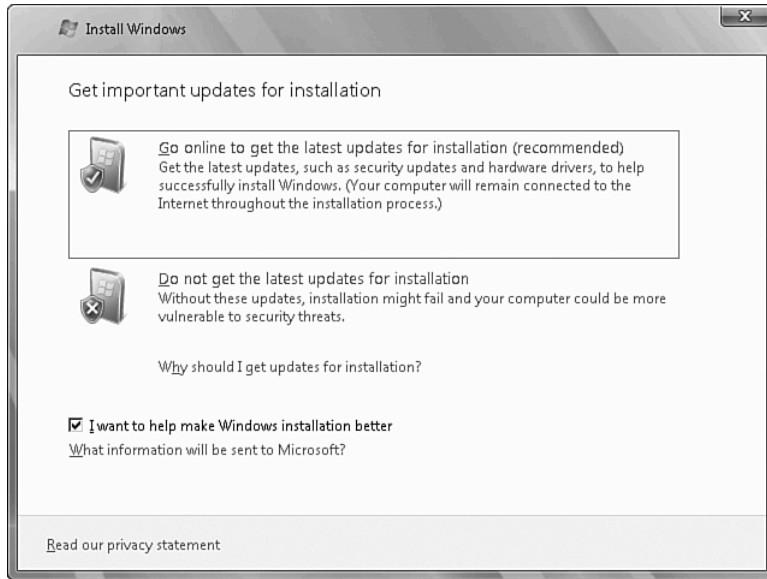 Install Windows
Get important updates for installation
Go online to get the latest updates for installation (recommended)
Get the latest updates, such as security updates and hardware drivers, to help
successfully install Windows. (Your computer will remain connected to the
Internet throughout the installation process.)
Do not get the latest updates for installation
Without these updates, installation might fail and your computer could be more
vulnerable to security threats.
Why should I get updates for installation?
I want to help make Windows installation better
What information will be sent to Microsoft?
Read our privacy statement